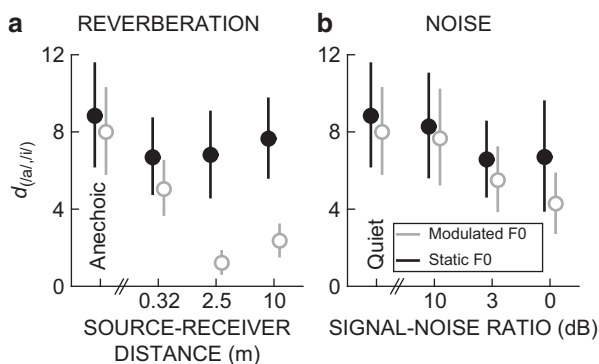 a REVERBERATION
b NOISE
d(/a/,/i/)
12
8
4
0
Anechoic
0.32 2.5 10
SOURCE-RECEIVER
DISTANCE (m)
12
8
4
0
Quiet
Modulated F0
Static F0
10 3 0
SIGNAL-NOISE RATIO (dB)